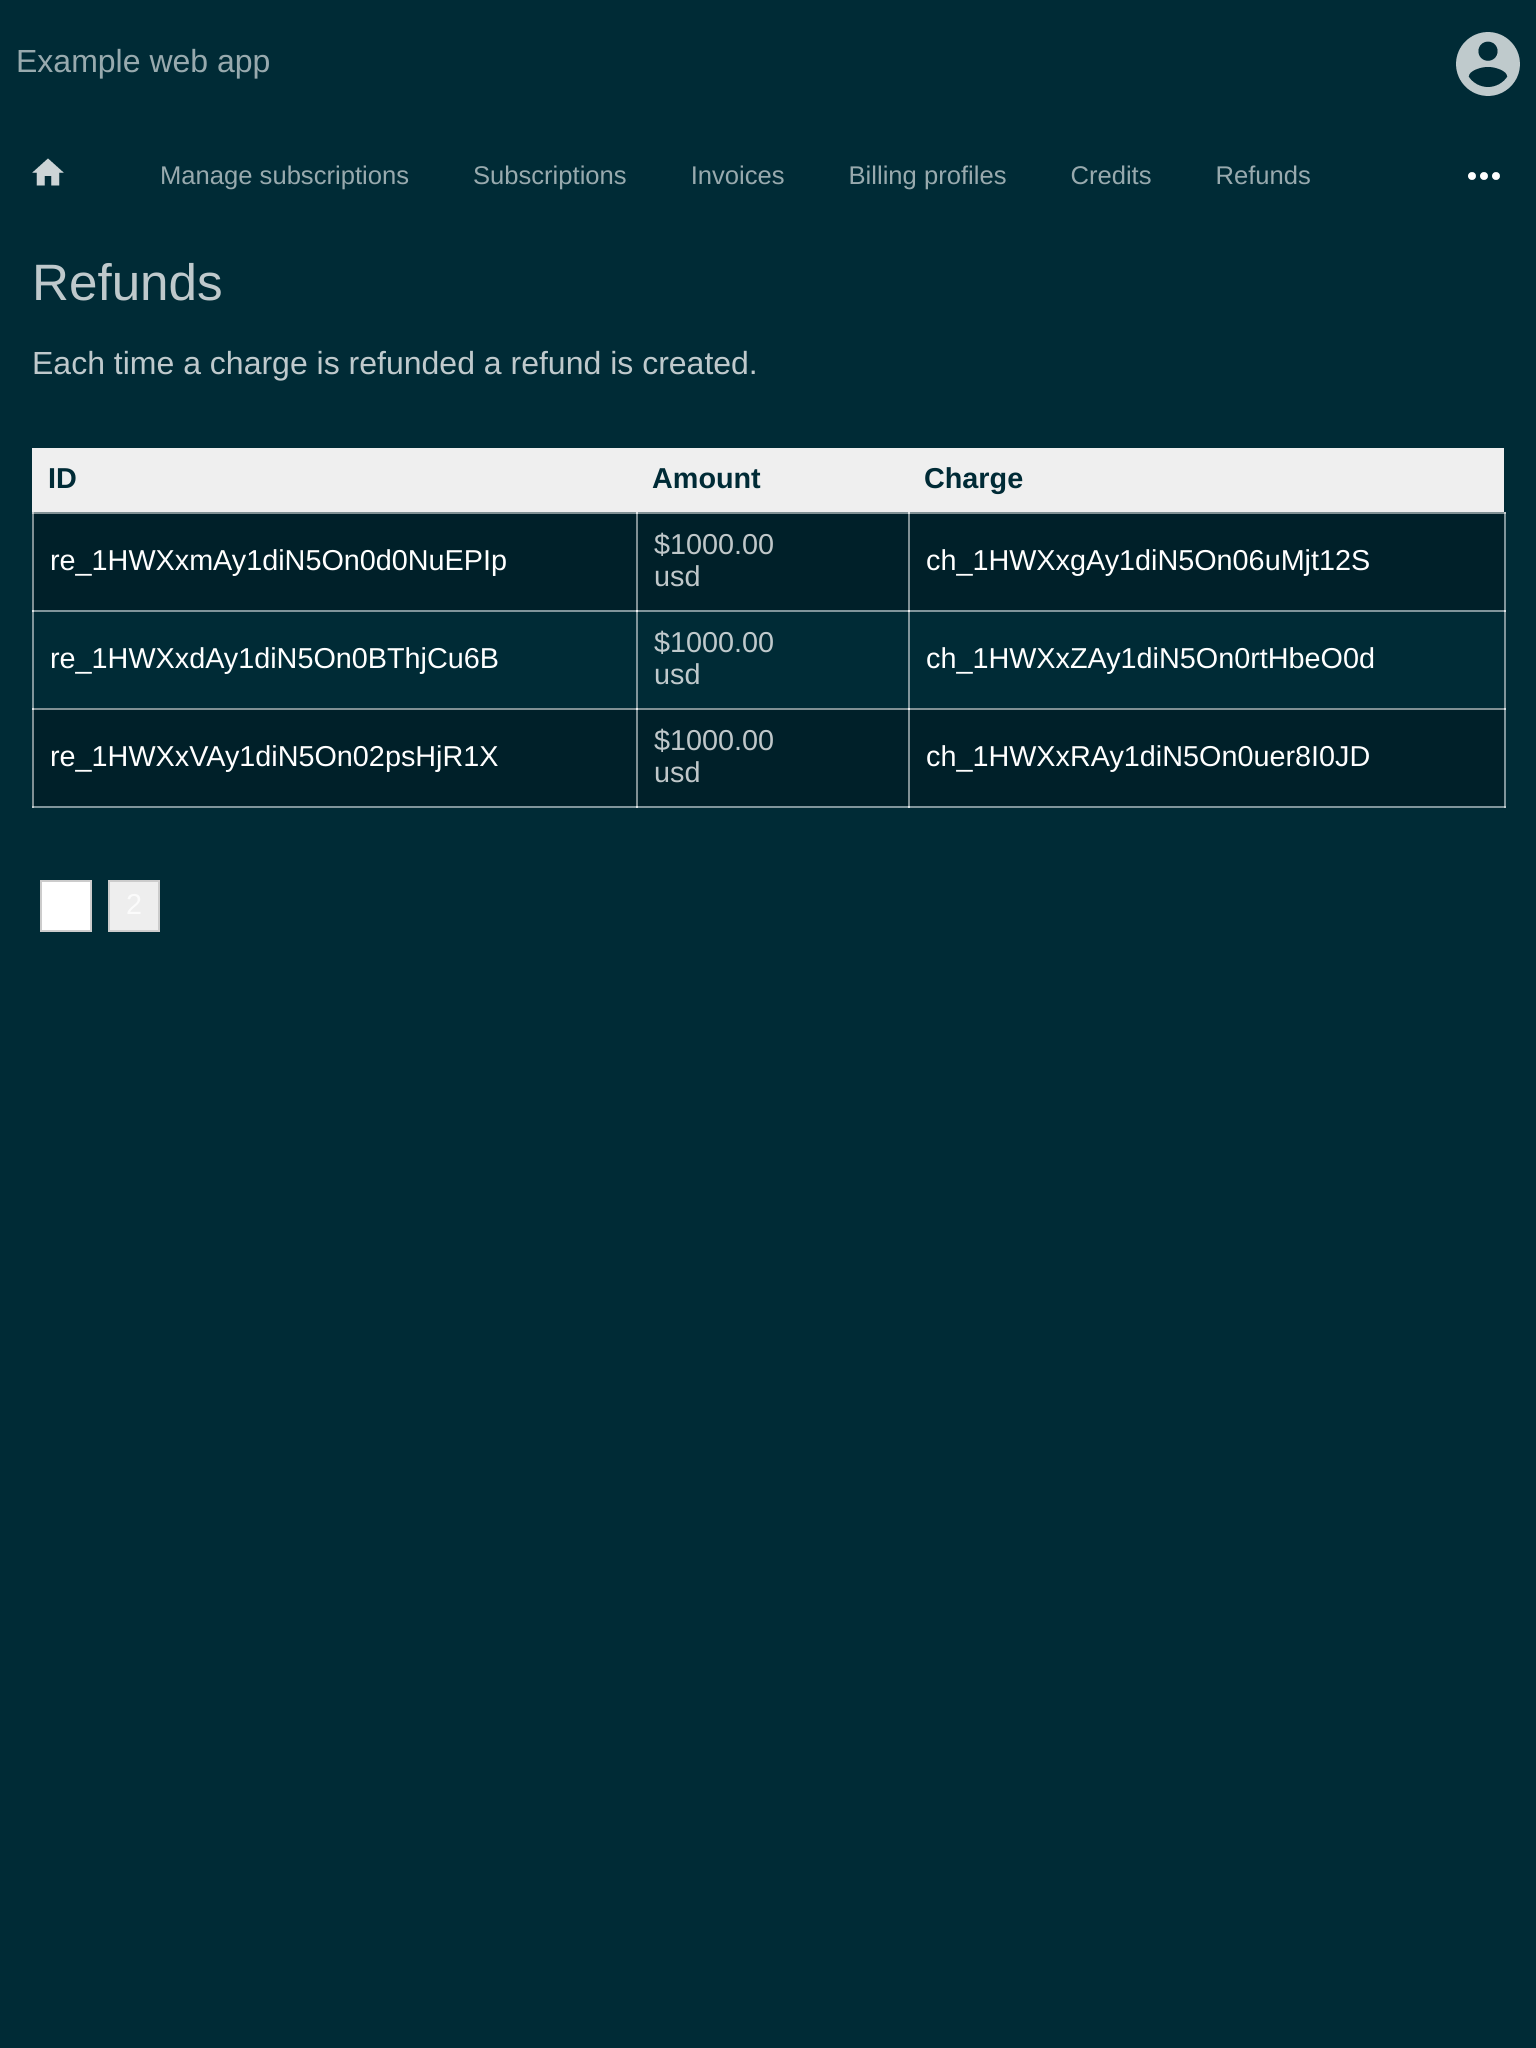 Example web app
Manage subscriptions Subscriptions Invoices Billing profiles Credits Refunds
Refunds
Each time a charge is refunded a refund is created.
ID Amount Charge
re_1HWXxmAy1diN5On0d0NuEPIp $1000.00 usd ch_1HWXxgAy1diN5On06uMjt12S
re_1HWXxdAy1diN5On0BThjCu6B $1000.00 usd ch_1HWXxZAy1diN5On0rtHbeO0d
re_1HWXxVAy1diN5On02psHjR1X $1000.00 usd ch_1HWXxRAy1diN5On0uer8I0JD
2